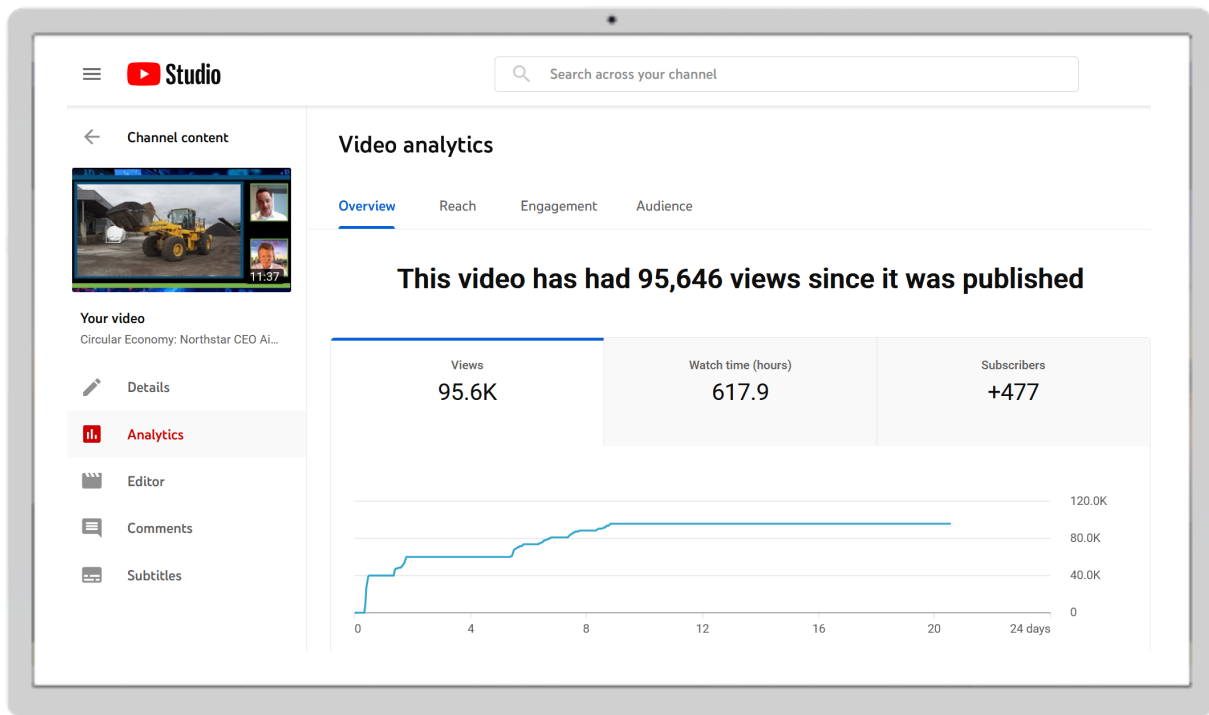 Studio
Search across your channel
Channel content
11:37
Your video
Circular Economy: Northstar CEO Ai...
Details
Analytics
Editor
Comments
Subtitles
Video analytics
Overview Reach Engagement Audience
This video has had 95,646 views since it was published
Views
95.6K
Watch time (hours)
617.9
Subscribers
+477
120.0K
80.0K
40.0K
0
0 4 8 12 16 20 24 days